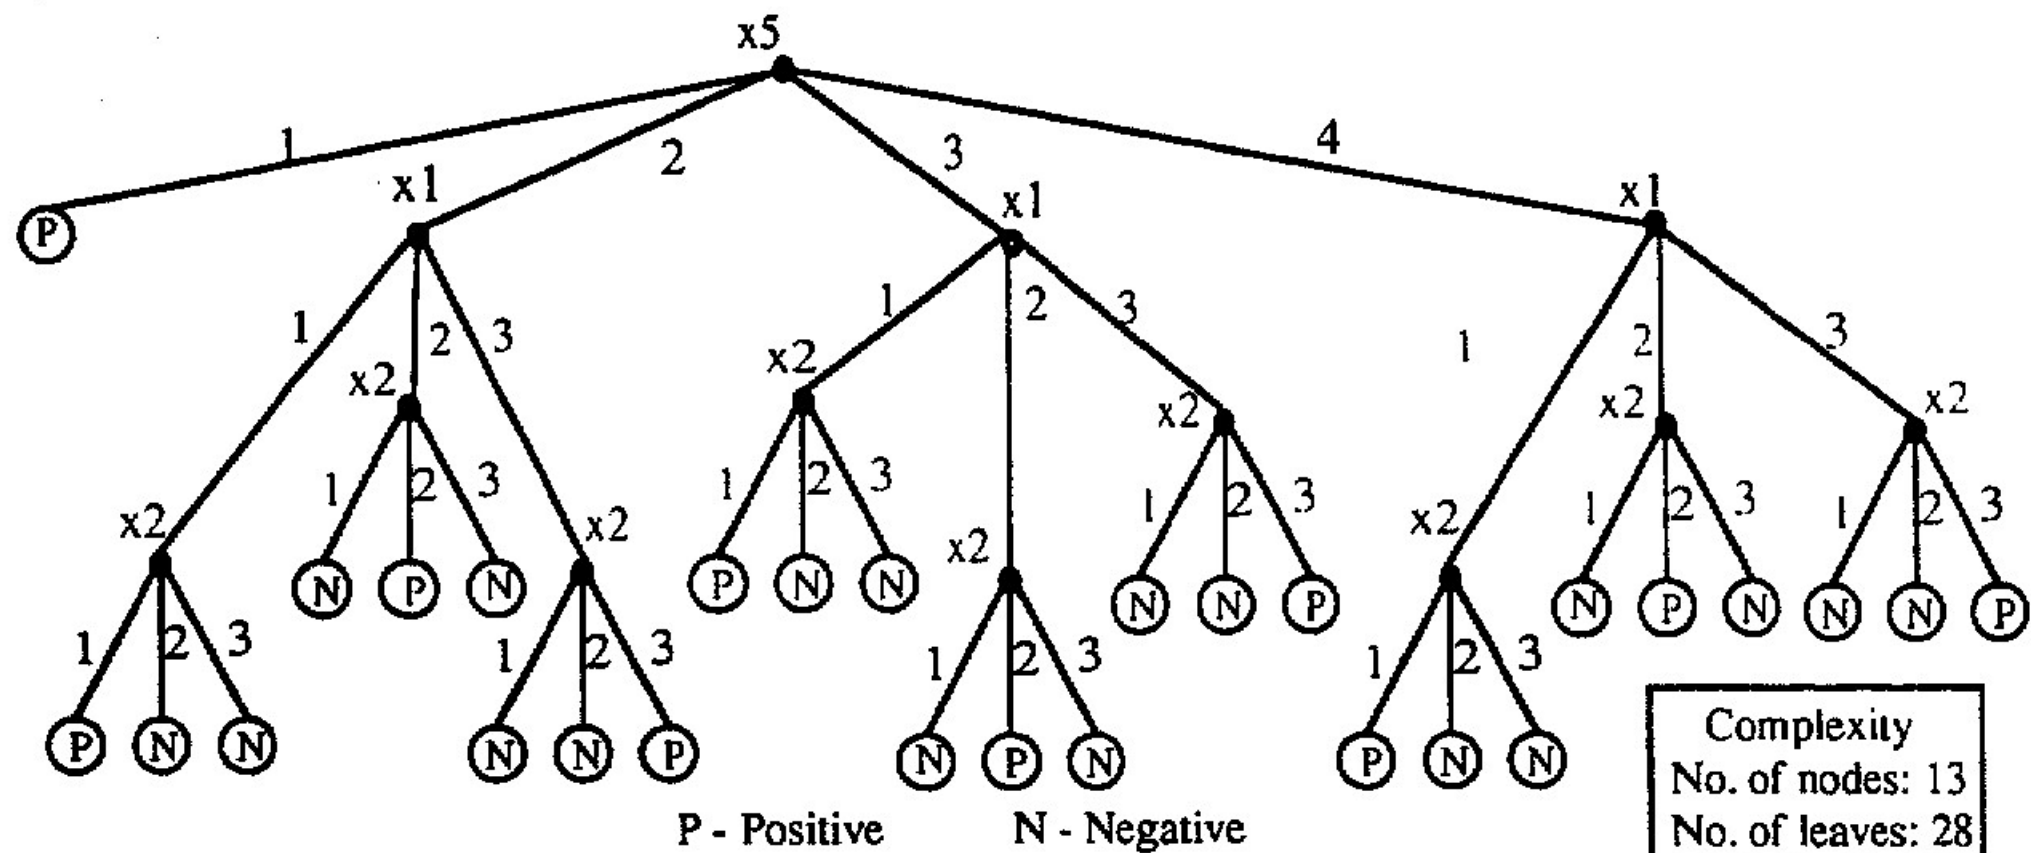 x5
1 2 3 4
P x1 x1 x1
1 2 3 1 2 3 1 2 3
x2 x2 x2 x2 x2
1 2 3 1 2 3 1 2 3 1 2 3 1 2 3
x2 x2 x2 x2
N P N P N N N N P N P N N N P
1 2 3 1 2 3 1 2 3 1 2 3
P N N N N P N P N P N N
Complexity
No. of nodes: 13
No. of leaves: 28
P - Positive N - Negative